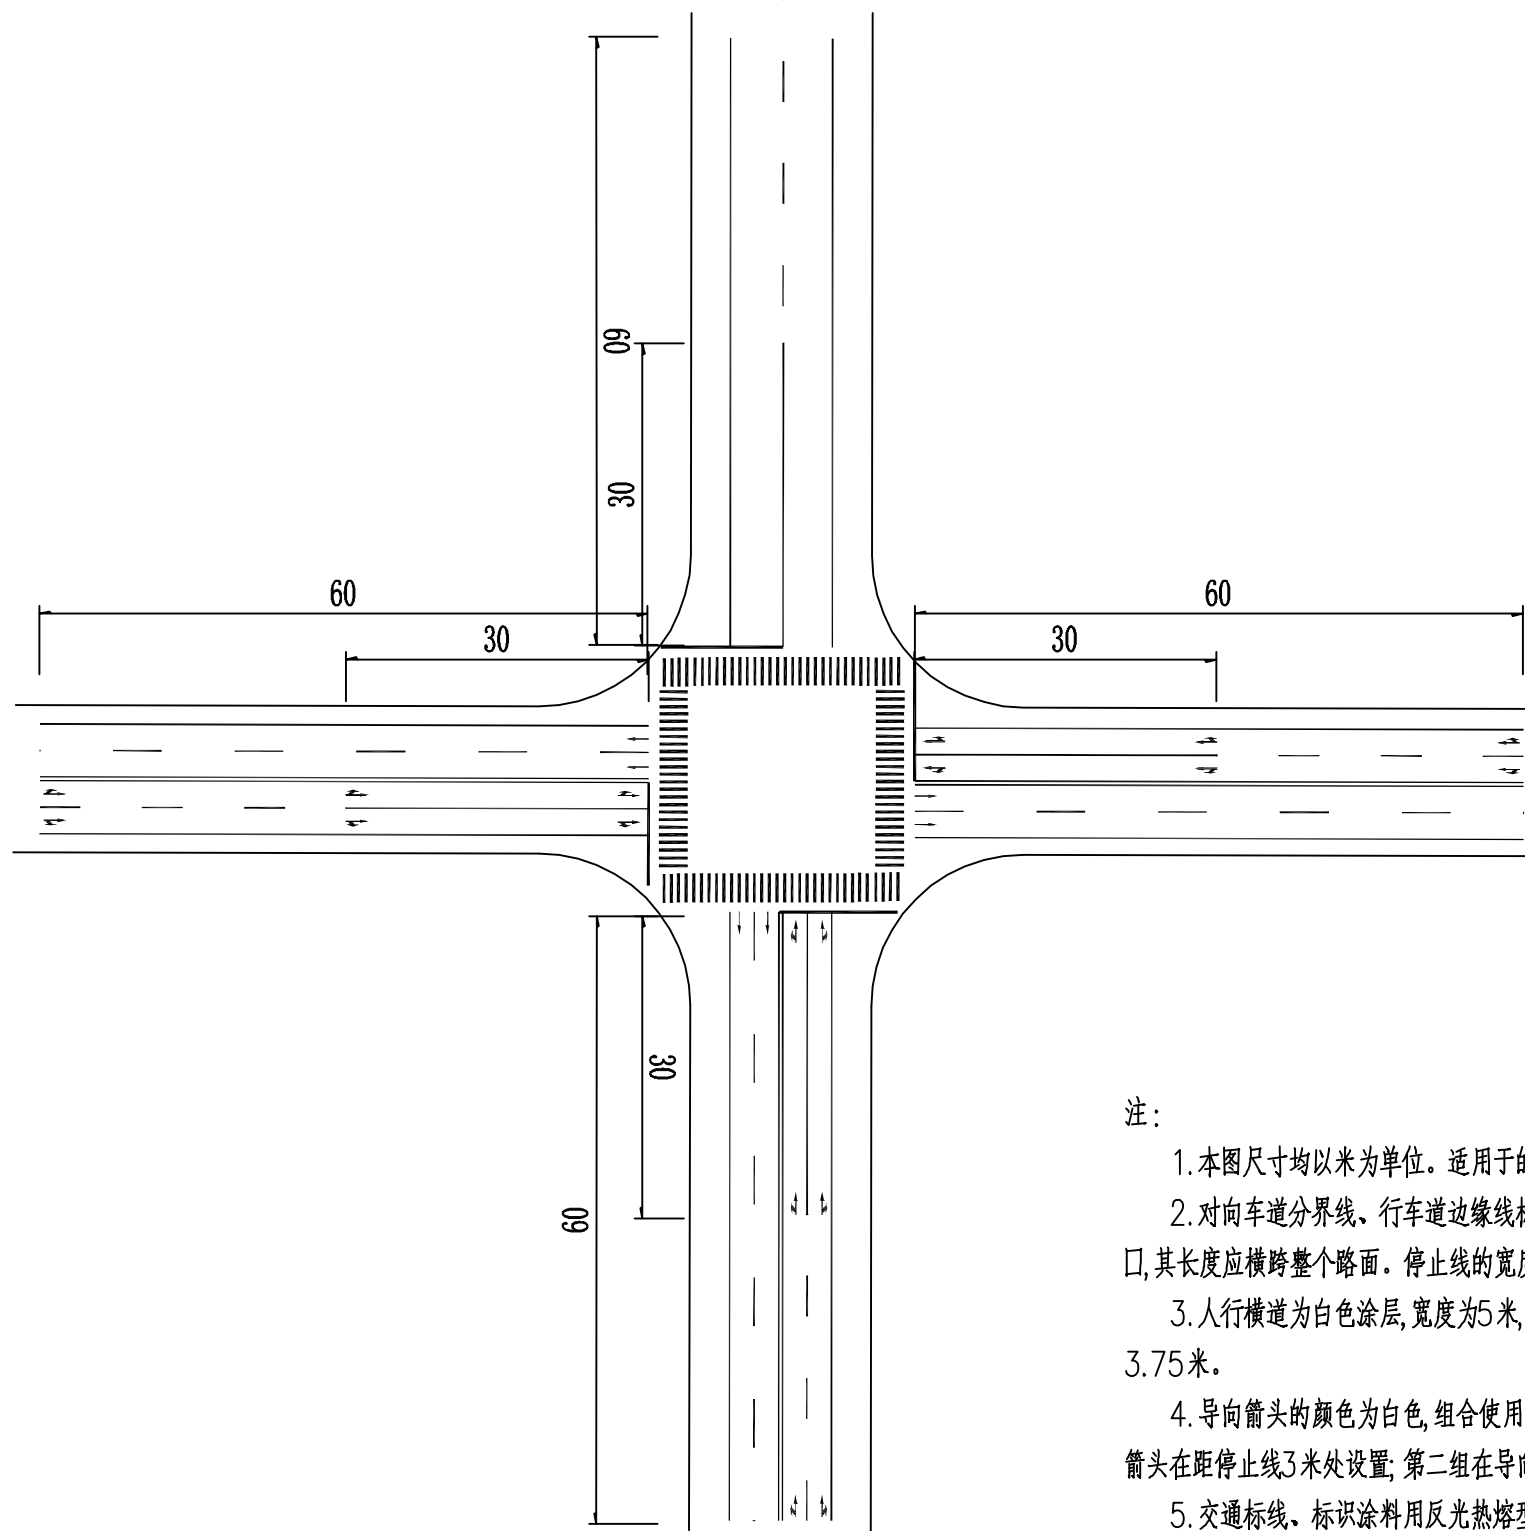 60
30
60
30
60
30
30
60
注：
1.本图尺寸均以米为单位。适用于
2.对向车道分界线、行车道边缘线
口,其长度应横跨整个路面。停止线的宽度
3.人行横道为白色涂层,宽度为5米,
3.75米。
4.导向箭头的颜色为白色,组合使用
箭头在距停止线3米处设置;第二组在导向
5.交通标线、标识涂料用反光热熔型